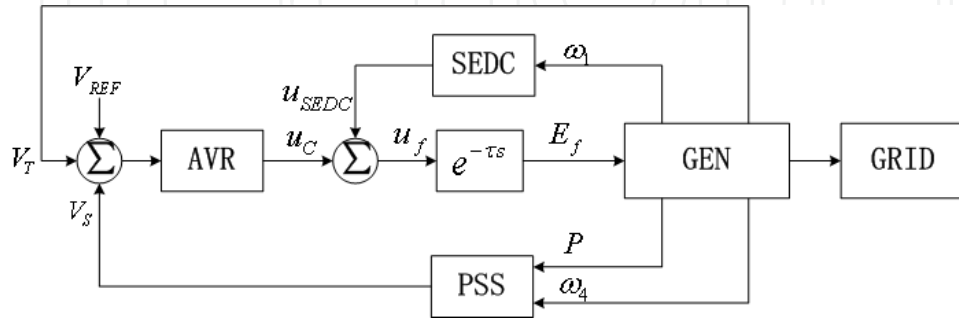 SEDC
ω₁
V_REF
u_SEDC
V_T
Σ
AVR
u_C
Σ
u_f
e^{-τs}
E_f
GEN
GRID
V_S
P
PSS
ω₄